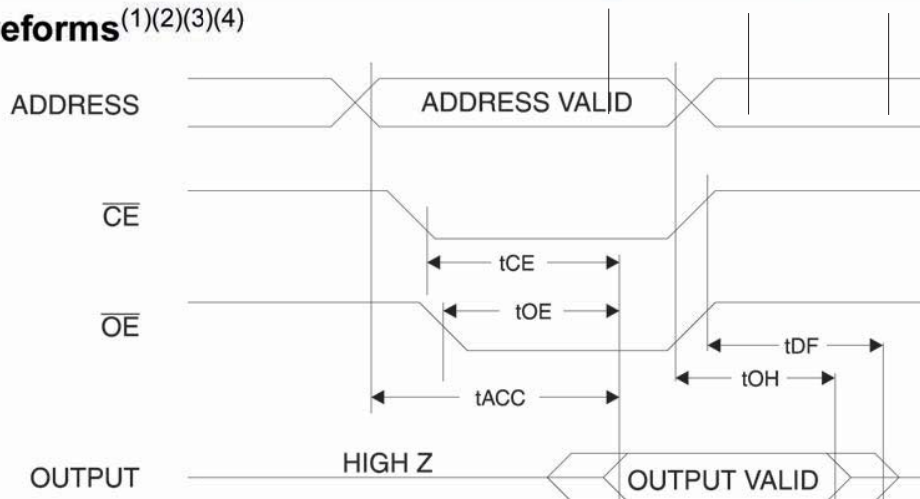 eforms(1)(2)(3)(4)
ADDRESS
ADDRESS VALID
CE
tCE
OE
tOE
tDF
tOH
tACC
OUTPUT
HIGH Z
OUTPUT VALID